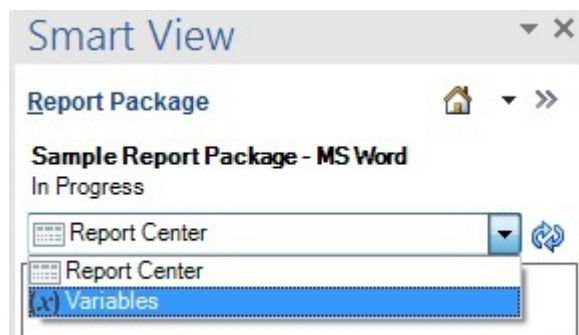 Smart View
Report Package
Sample Report Package - MS Word
In Progress
Report Center
Report Center
(x) Variables